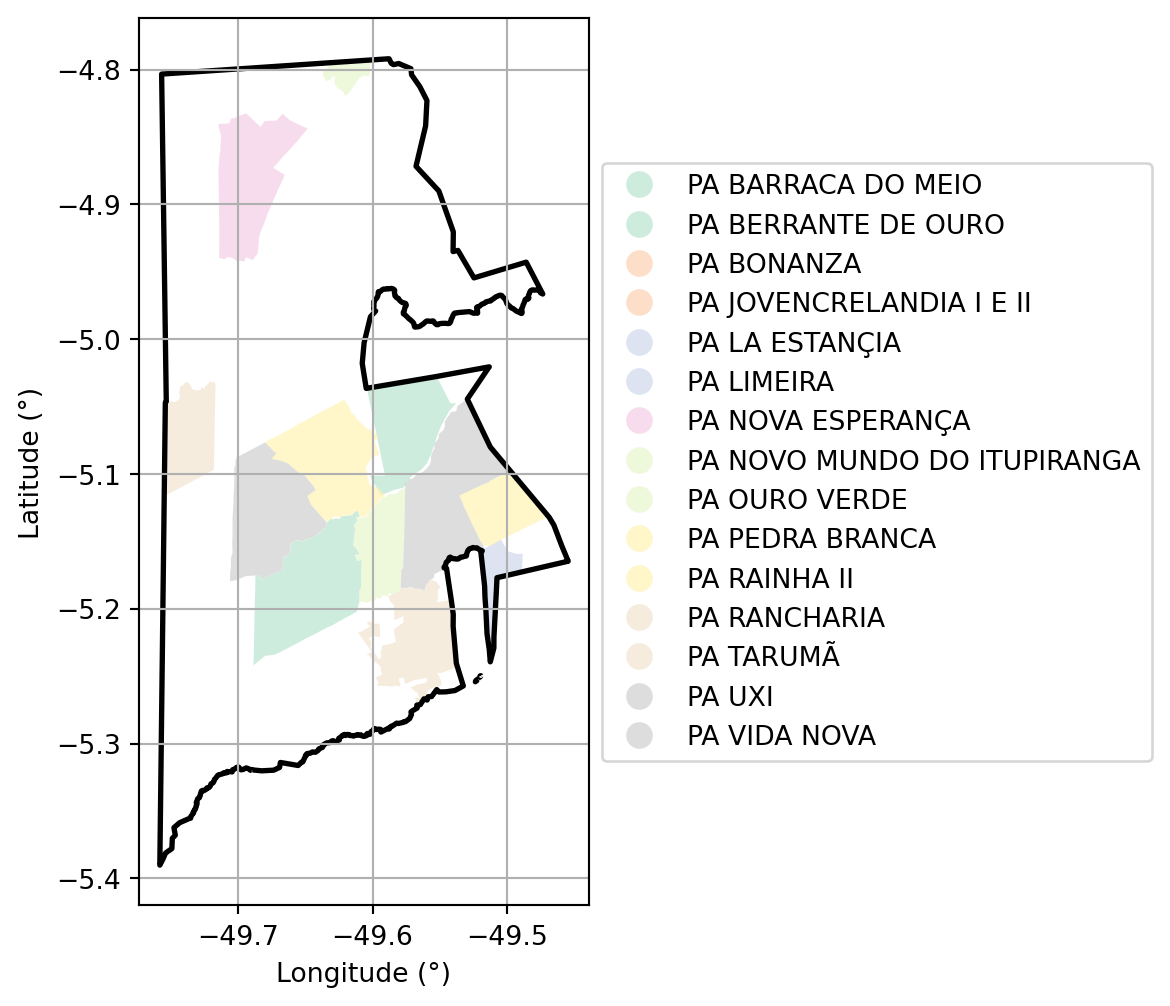 −4.8
−4.9
−5.0
−5.1
−5.2
−5.3
−5.4
Latitude (°)
−49.7
−49.6
−49.5
Longitude (°)
PA BARRACA DO MEIO
PA BERRANTE DE OURO
PA BONANZA
PA JOVENCRELANDIA I E II
PA LA ESTANÇIA
PA LIMEIRA
PA NOVA ESPERANÇA
PA NOVO MUNDO DO ITUPIRANGA
PA OURO VERDE
PA PEDRA BRANCA
PA RAINHA II
PA RANCHARIA
PA TARUMÃ
PA UXI
PA VIDA NOVA